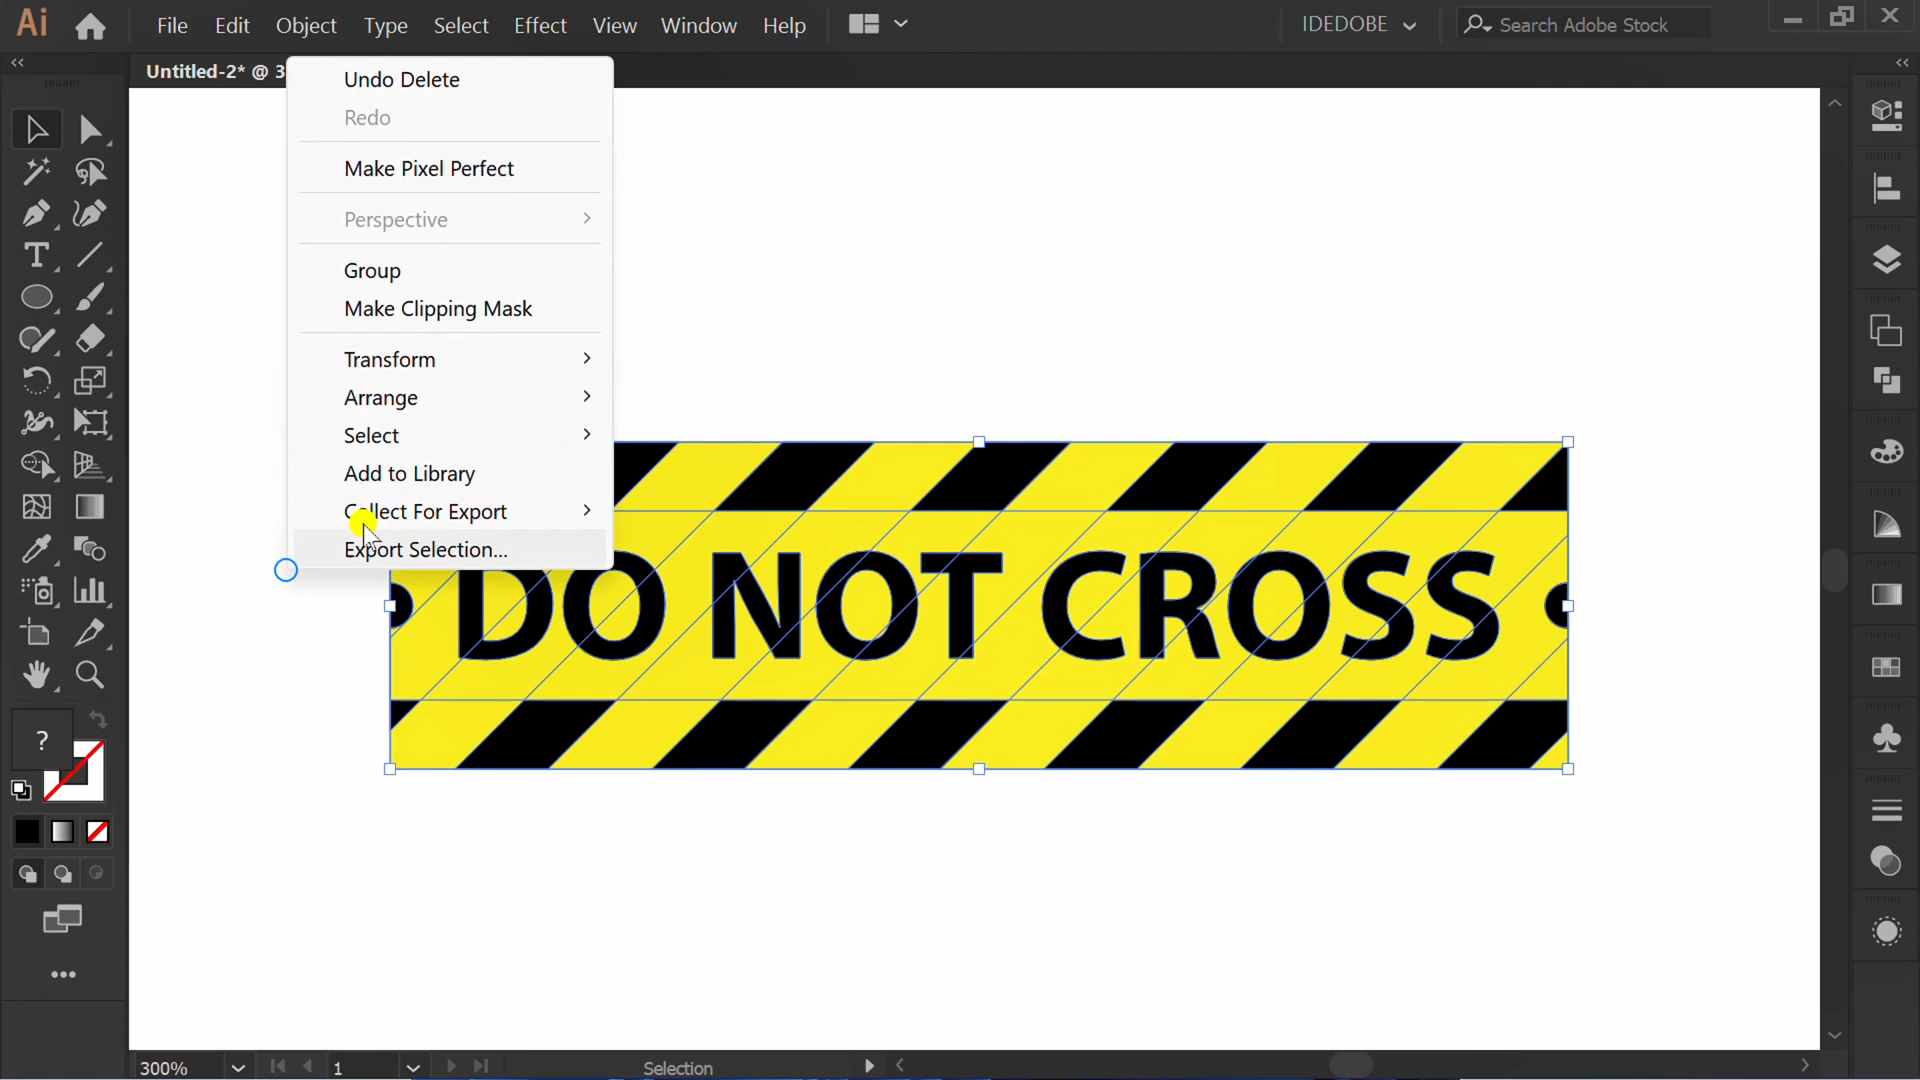 Ai File Edit Object Type Select Effect View Window Help IDEDOBE Search Adobe Stock
Untitled-2* @ 3
Undo Delete
Redo
Make Pixel Perfect
Perspective
Group
Make Clipping Mask
Transform
Arrange
Select
Add to Library
Collect For Export
Export Selection...
DO NOT CROSS
?
300% 1 Selection